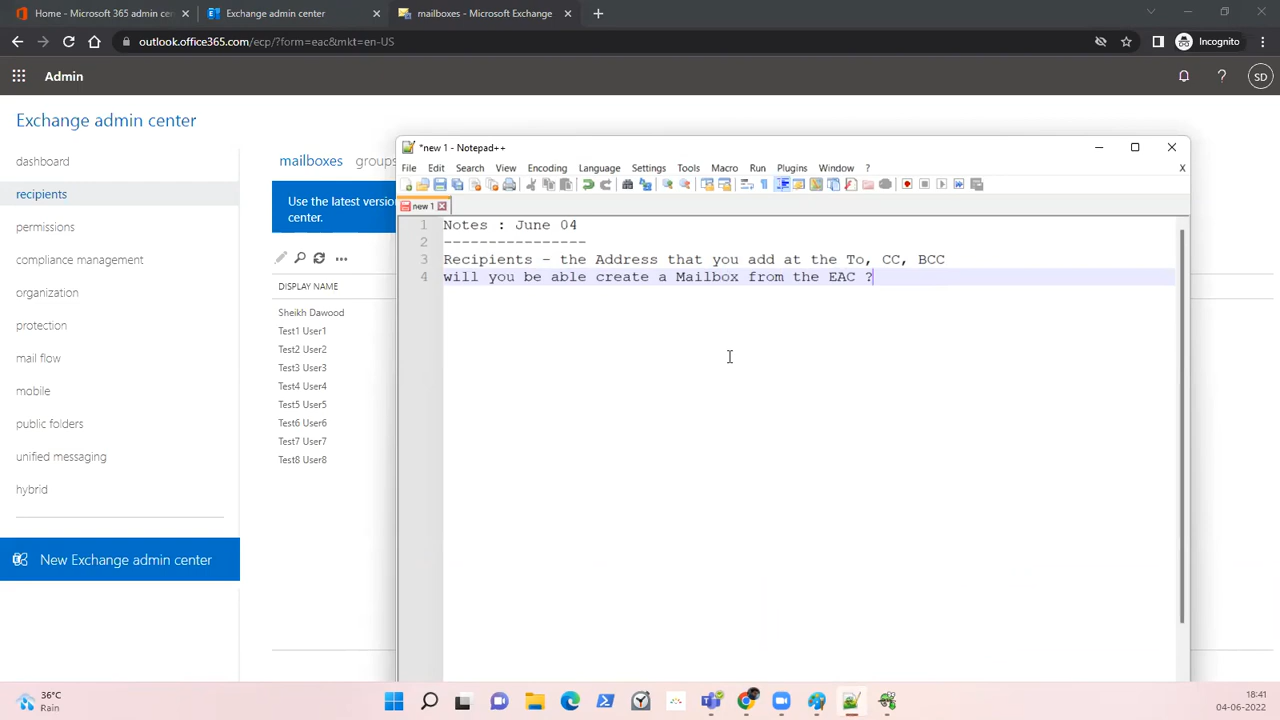 Home - Microsoft 365 admin cen
Exchange admin center
mailboxes - Microsoft Exchange
outlook.office365.com/ecp/?form=eac&mkt=en-US
Incognito
Admin
SD
Exchange admin center
dashboard
recipients
permissions
compliance management
organization
protection
mail flow
mobile
public folders
unified messaging
hybrid
New Exchange admin center
mailboxes groups
Use the latest versio
center.
DISPLAY NAME
Sheikh Dawood
Test1 User1
Test2 User2
Test3 User3
Test4 User4
Test5 User5
Test6 User6
Test7 User7
Test8 User8
*new 1 - Notepad++
File Edit Search View Encoding Language Settings Tools Macro Run Plugins Window ? X
new 1
1 Notes : June 04
2 ----------------
3 Recipients - the Address that you add at the To, CC, BCC
4 will you be able create a Mailbox from the EAC ?
36°C
Rain
18:41
04-06-2022